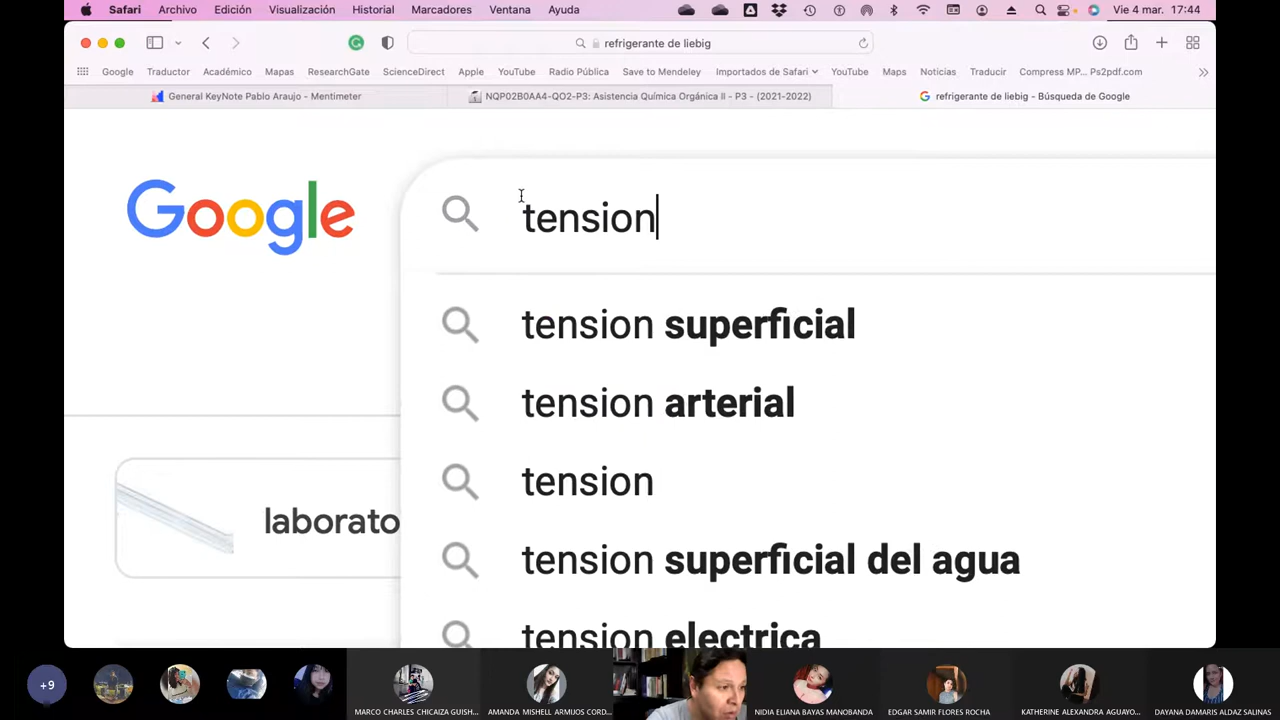 Safari Archivo Edición Visualización Historial Marcadores Ventana Ayuda Vie 4 mar. 17:44
refrigerante de liebig
Google Traductor Académico Mapas ResearchGate ScienceDirect Apple YouTube Radio Pública Save to Mendeley Importados de Safari YouTube Maps Noticias Traducir Compress MP... Ps2pdf.com
General KeyNote Pablo Araujo - Mentimeter NQP02B0AA4-QO2-P3: Asistencia Química Orgánica II - P3 - (2021-2022) refrigerante de liebig - Búsqueda de Google
Google
tension
tension superficial
tension arterial
tension
laborato
tension superficial del agua
tension electrica
+9
MARCO CHARLES CHICAIZA GUISH... AMANDA MISHELL ARMIJOS CORD... NIDIA ELIANA BAYAS MANOBANDA EDGAR SAMIR FLORES ROCHA KATHERINE ALEXANDRA AGUAYO... DAYANA DAMARIS ALDAZ SALINAS